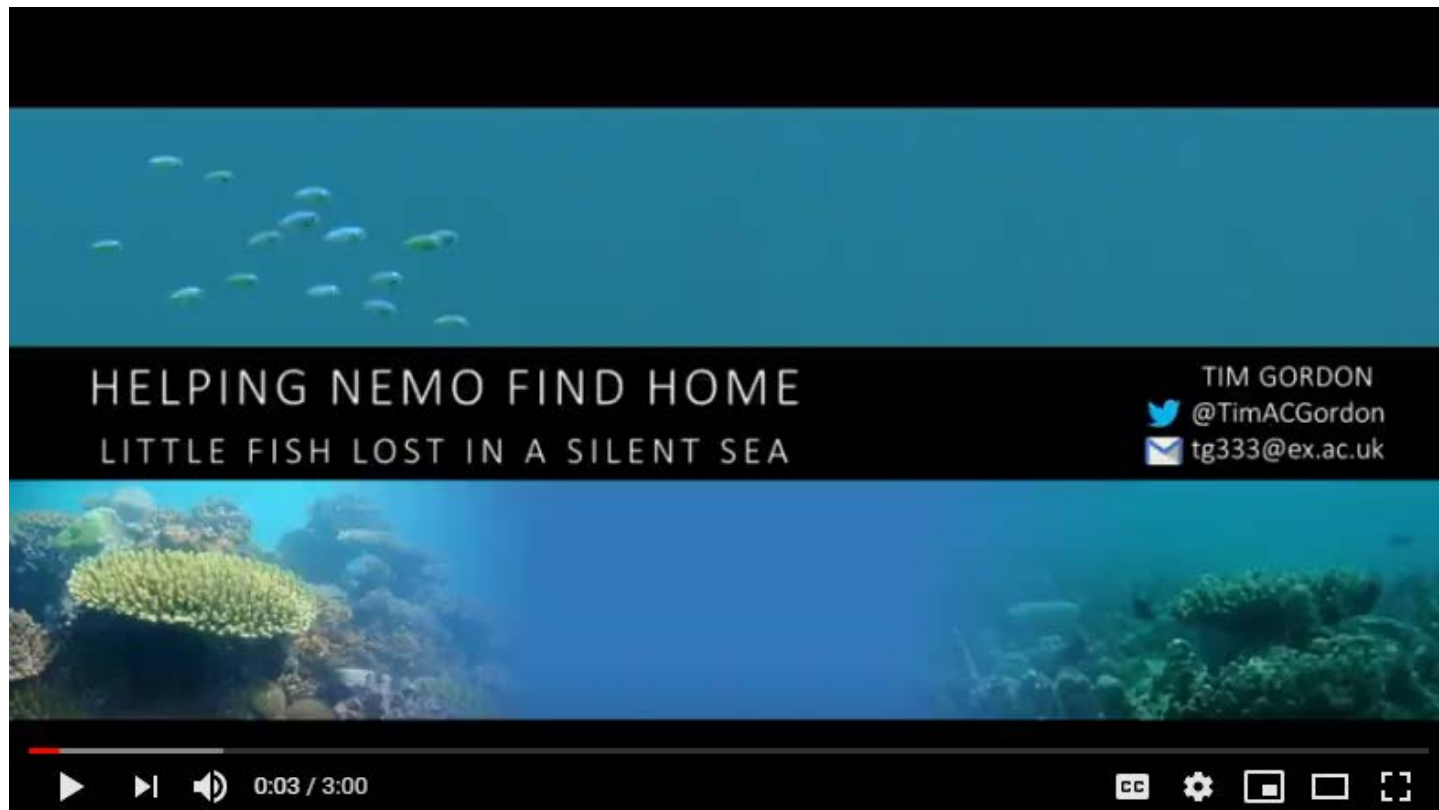 HELPING NEMO FIND HOME
LITTLE FISH LOST IN A SILENT SEA
TIM GORDON
@TimACGordon
tg333@ex.ac.uk
0:03 / 3:00
CC